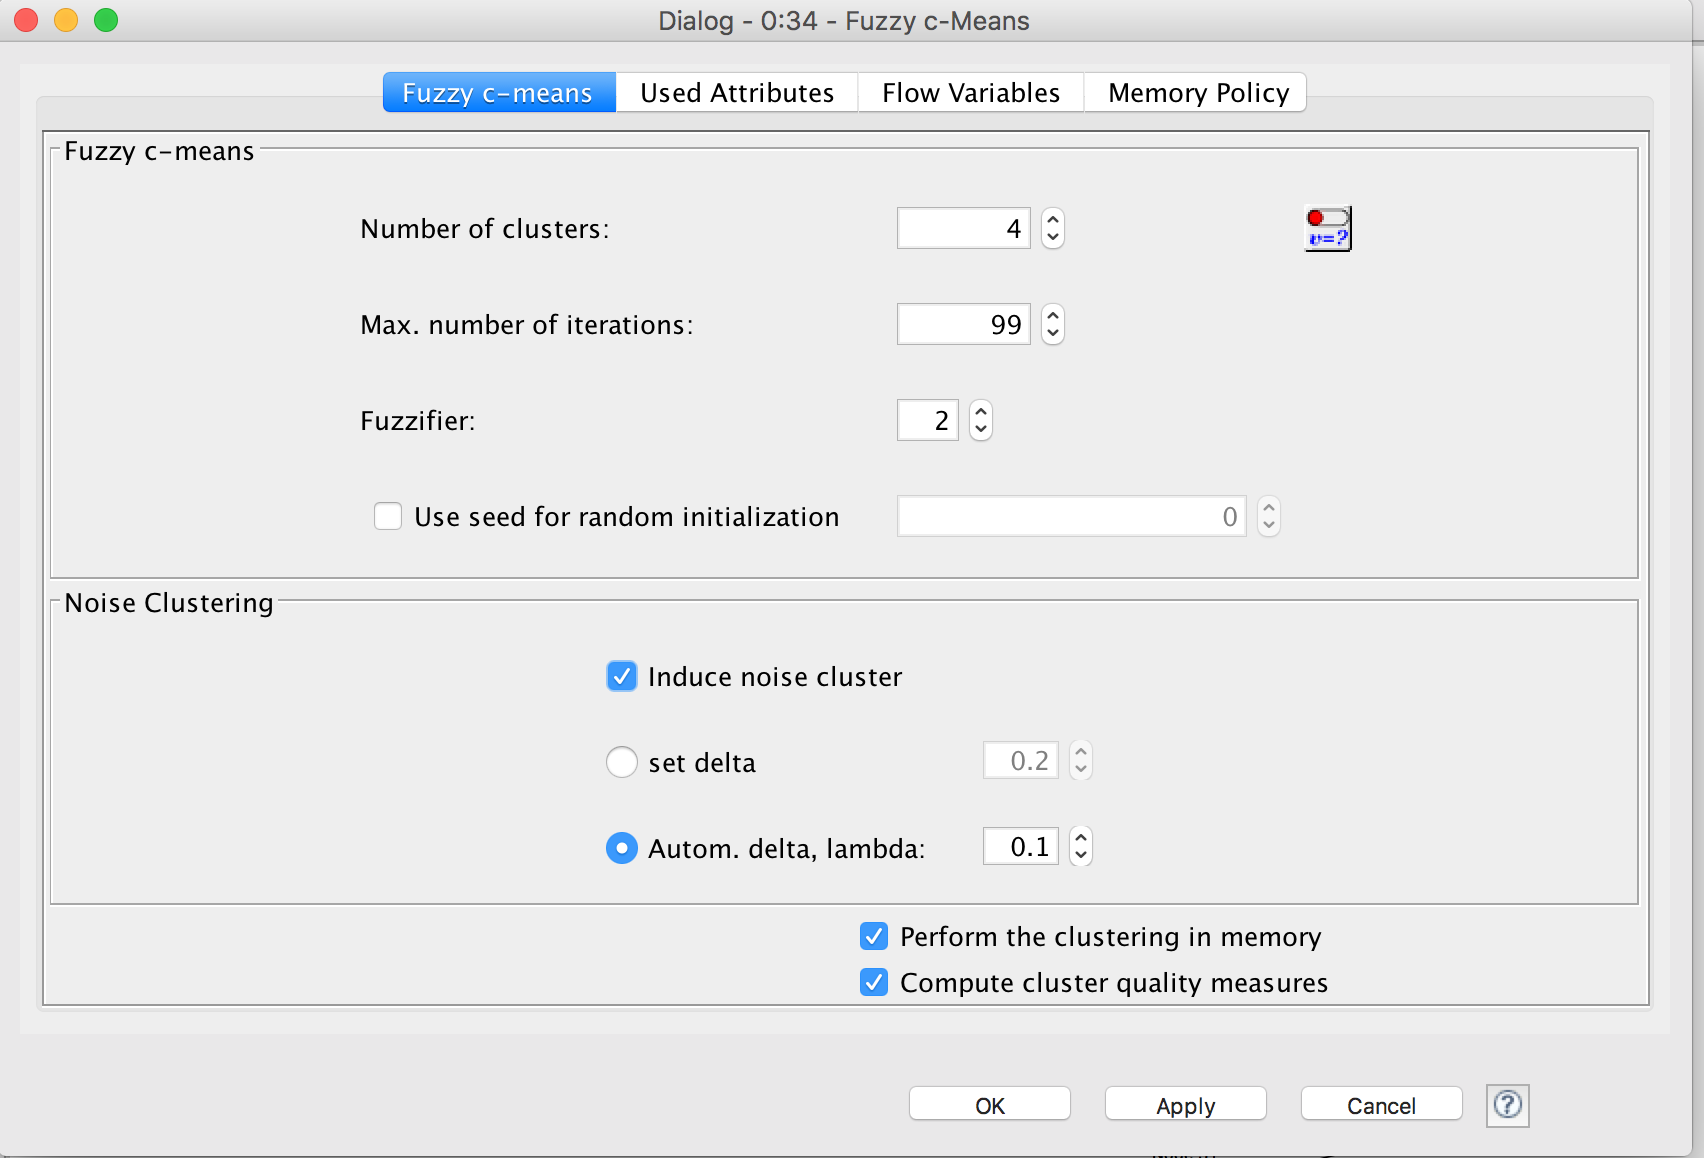 Dialog - 0:34 - Fuzzy c-Means
Fuzzy c-means Used Attributes Flow Variables Memory Policy
Fuzzy c-means
Number of clusters: 4
v=?
Max. number of iterations: 99
Fuzzifier: 2
Use seed for random initialization 0
Noise Clustering
Induce noise cluster
set delta 0.2
Autom. delta, lambda: 0.1
Perform the clustering in memory
Compute cluster quality measures
OK Apply Cancel ?